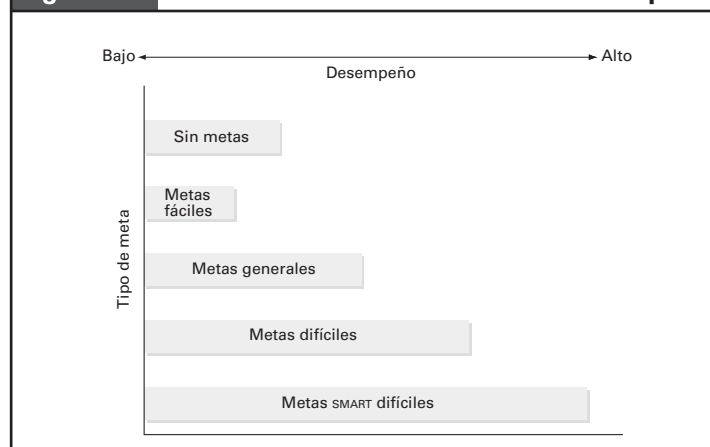 Bajo
Alto
Desempeño
Tipo de meta
Sin metas
Metas
fáciles
Metas generales
Metas difíciles
Metas SMART difíciles